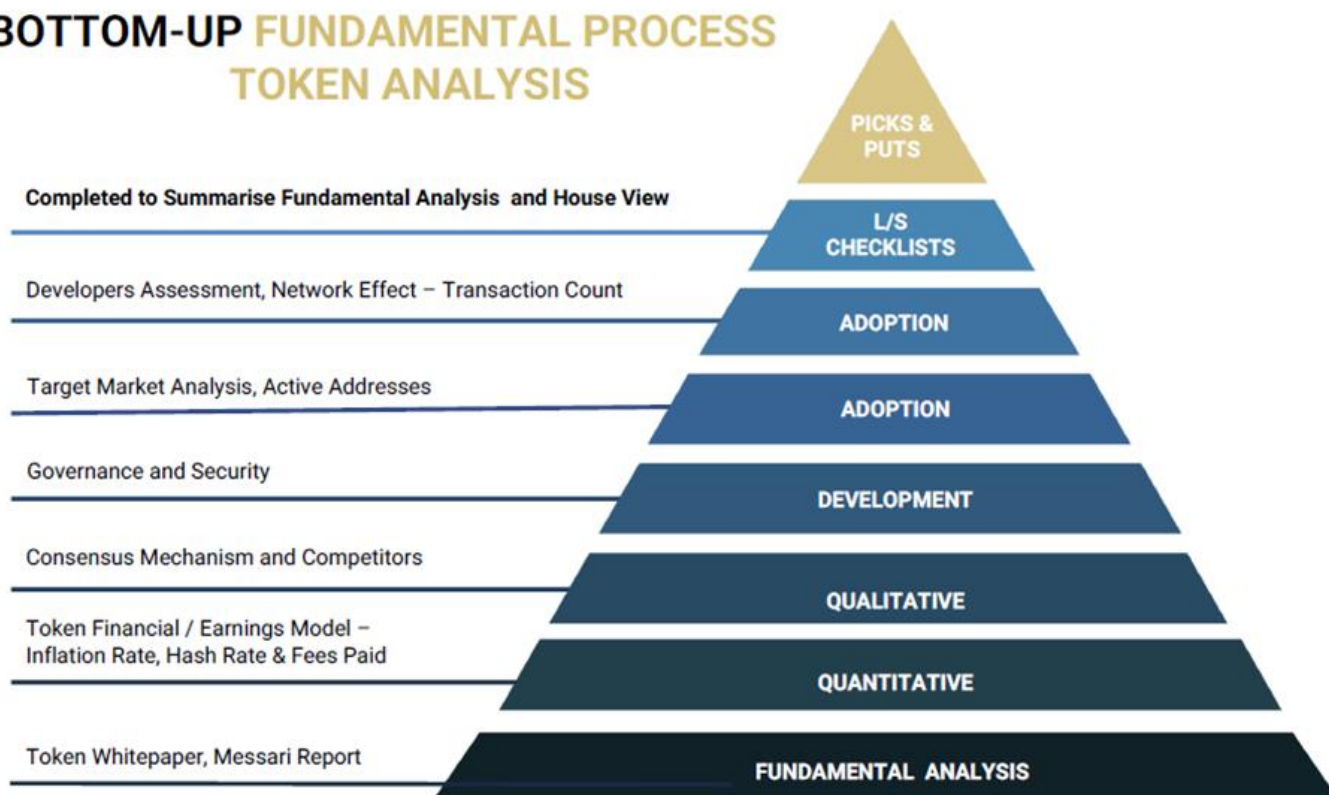 BOTTOM-UP FUNDAMENTAL PROCESS
TOKEN ANALYSIS
PICKS &
PUTS
Completed to Summarise Fundamental Analysis and House View
L/S
CHECKLISTS
Developers Assessment, Network Effect – Transaction Count
ADOPTION
Target Market Analysis, Active Addresses
ADOPTION
Governance and Security
DEVELOPMENT
Consensus Mechanism and Competitors
QUALITATIVE
Token Financial / Earnings Model –
Inflation Rate, Hash Rate & Fees Paid
QUANTITATIVE
Token Whitepaper, Messari Report
FUNDAMENTAL ANALYSIS